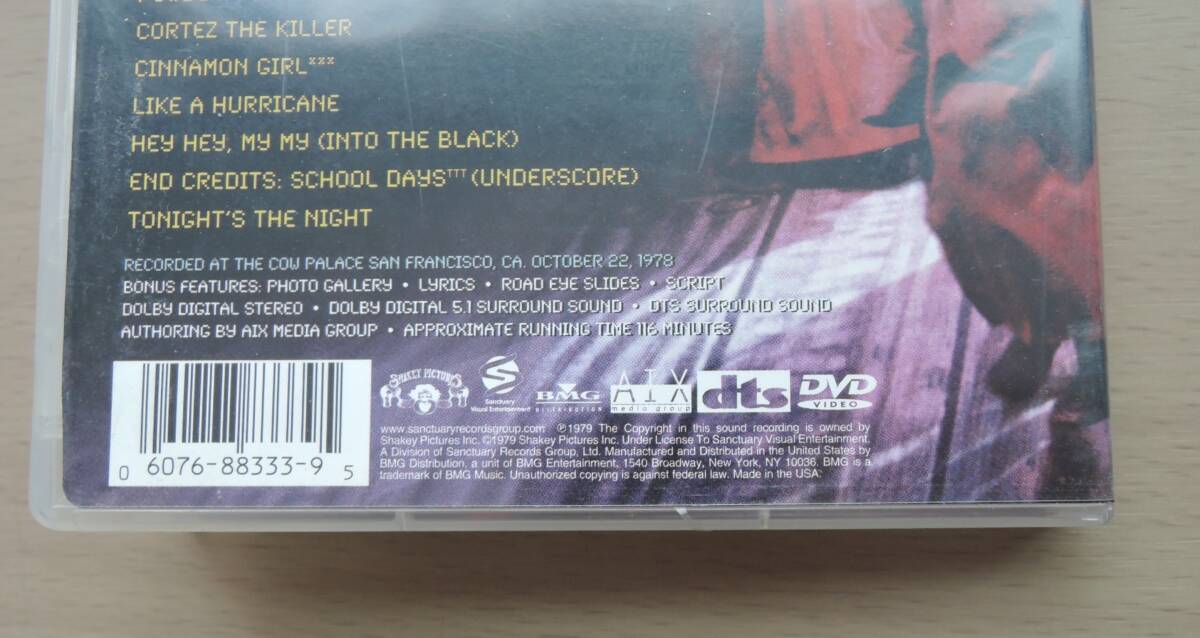 CORTEZ THE KILLER
CINNAMON GIRL***
LIKE A HURRICANE
HEY HEY, MY MY (INTO THE BLACK)
END CREDITS: SCHOOL DAYS††† (UNDERSCORE)
TONIGHT'S THE NIGHT
RECORDED AT THE COW PALACE SAN FRANCISCO, CA. OCTOBER 22, 1978
BONUS FEATURES: PHOTO GALLERY • LYRICS • ROAD EYE SLIDES • SCRIPT
DOLBY DIGITAL STEREO • DOLBY DIGITAL 5.1 SURROUND SOUND • DTS SURROUND SOUND
AUTHORING BY AIX MEDIA GROUP • APPROXIMATE RUNNING TIME 116 MINUTES
0 6076-88333-9 5
SHAKEY PICTURES
Sanctuary
Visual Entertainment
BMG
DISTRIBUTION
AIX
media group
dts
DVD
VIDEO
www.sanctuaryrecordsgroup.com ℗1979 The Copyright in this sound recording is owned by
Shakey Pictures Inc. ©1979 Shakey Pictures Inc. Under License To Sanctuary Visual Entertainment,
A Division of Sanctuary Records Group, Ltd. Manufactured and Distributed in the United States by
BMG Distribution, a unit of BMG Entertainment, 1540 Broadway, New York, NY 10036. BMG is a
trademark of BMG Music. Unauthorized copying is against federal law. Made in the USA.